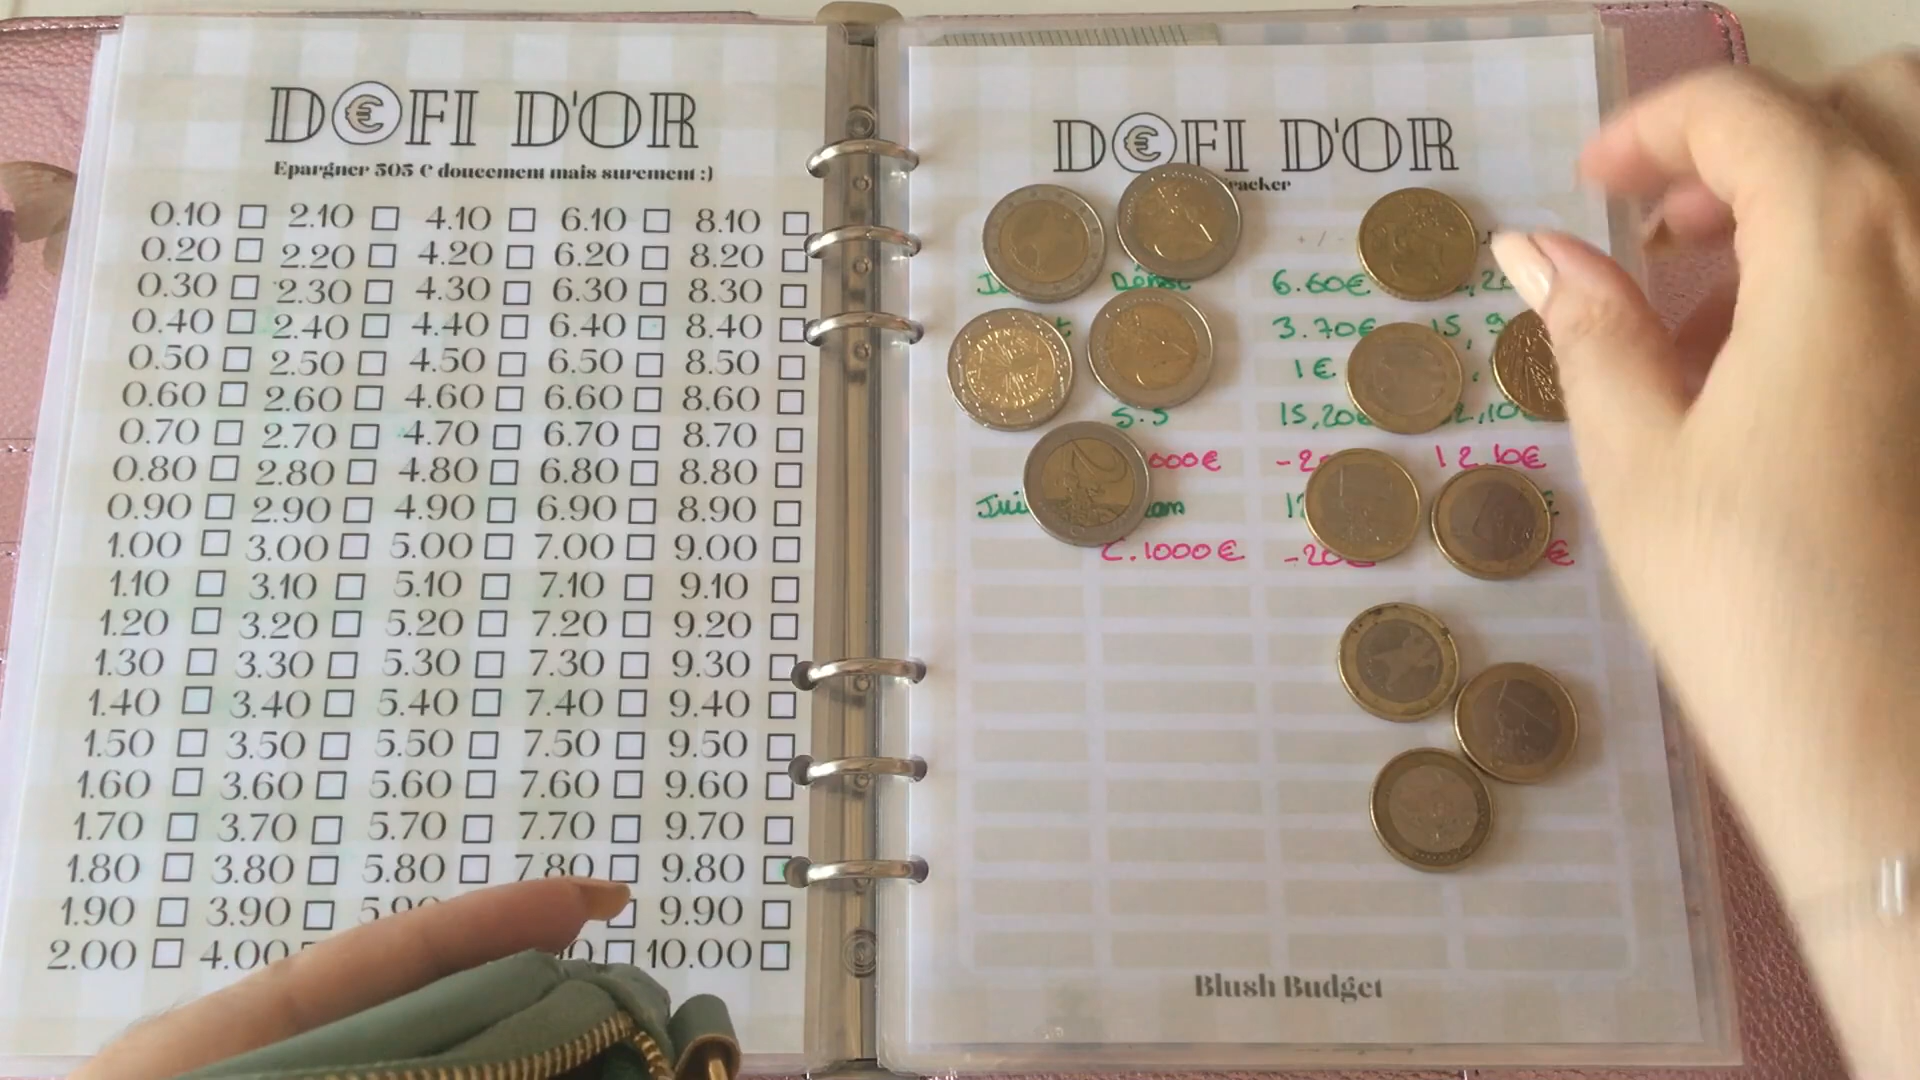 D€FI D'OR
Epargner 505 € doucement mais surement :)
0.10 2.10 4.10 6.10 8.10
0.20 2.20 4.20 6.20 8.20
0.30 2.30 4.30 6.30 8.30
0.40 2.40 4.40 6.40 8.40
0.50 2.50 4.50 6.50 8.50
0.60 2.60 4.60 6.60 8.60
0.70 2.70 4.70 6.70 8.70
0.80 2.80 4.80 6.80 8.80
0.90 2.90 4.90 6.90 8.90
1.00 3.00 5.00 7.00 9.00
1.10 3.10 5.10 7.10 9.10
1.20 3.20 5.20 7.20 9.20
1.30 3.30 5.30 7.30 9.30
1.40 3.40 5.40 7.40 9.40
1.50 3.50 5.50 7.50 9.50
1.60 3.60 5.60 7.60 9.60
1.70 3.70 5.70 7.70 9.70
1.80 3.80 5.80 7.80 9.80
1.90 3.90 5.90 9.90
2.00 4.00 10.00
D€FI D'OR
Tracker
+ / -
6.60€
3.70€ 15,9
1€
S.S 15,20€
12.10€
C.1000€ -20€
Blush Budget